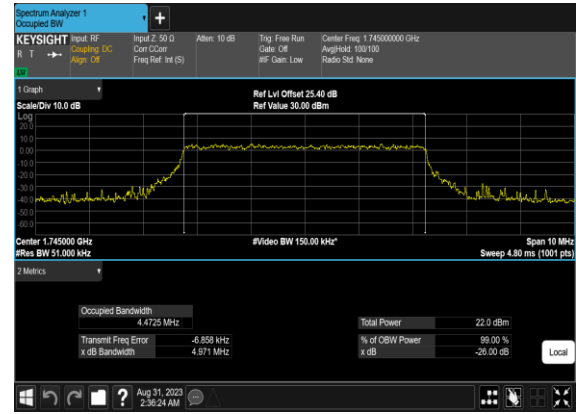 Spectrum Analyzer 1
Occupied BW
KEYSIGHT Input: RF Input Z: 50 Ω Atten: 10 dB Trig: Free Run Center Freq: 1.745000000 GHz
R T Coupling: DC Corr CCorr Gate: Off Avg|Hold: 100/100
Align: Off Freq Ref: Int (S) #IF Gain: Low Radio Std: None
1 Graph
Ref Lvl Offset 25.40 dB
Scale/Div 10.0 dB Ref Value 30.00 dBm
Log
20.0
10.0
0.00
-10.0
-20.0
-30.0
-40.0
-50.0
-60.0
Center 1.745000 GHz #Video BW 150.00 kHz* Span 10 MHz
#Res BW 51.000 kHz Sweep 4.80 ms (1001 pts)
2 Metrics
Occupied Bandwidth
4.4725 MHz Total Power 22.0 dBm
Transmit Freq Error -6.858 kHz % of OBW Power 99.00 %
x dB Bandwidth 4.971 MHz x dB -26.00 dB
Local
? Aug 31, 2023
2:36:24 AM